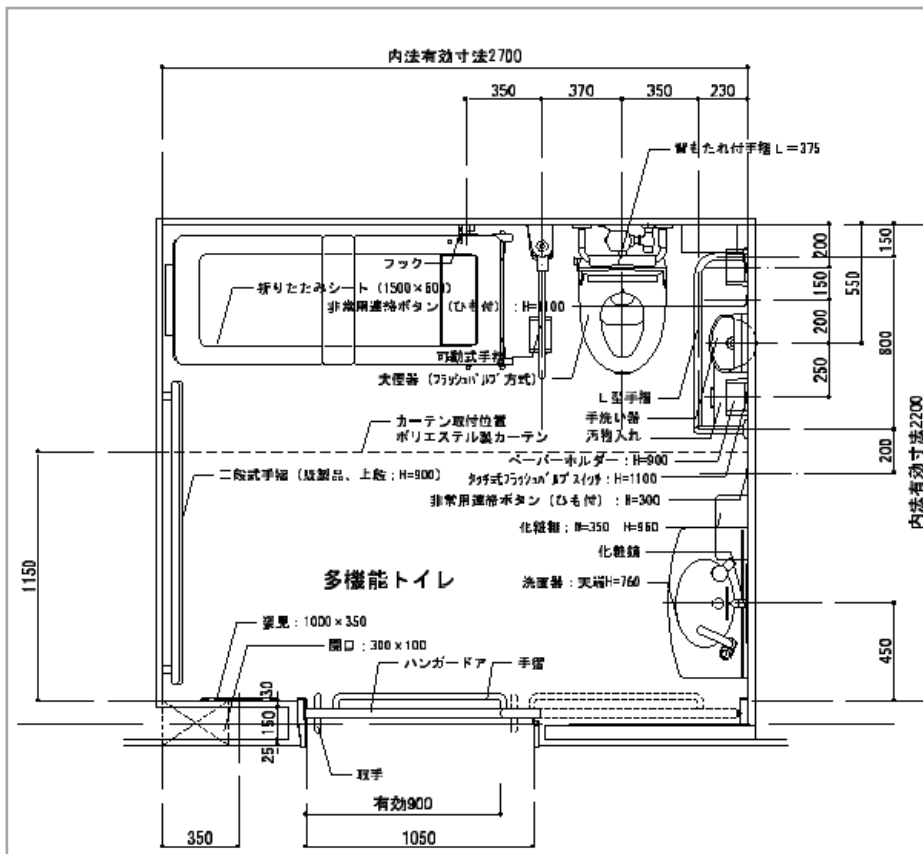 内法有効寸法2700
350
370
350
230
背もたれ付手摺 L=375
フック
折りたたみシート (1500×600)
非常用連絡ボタン (ひも付) : H=1100
可動式手摺
大便器 (フラッシュバルブ方式)
200
150
200
250
550
150
800
200
内法有効寸法2200
L型手摺
手洗い器
汚物入れ
カーテン取付位置
ポリエステル製カーテン
ペーパーホルダー : H=900
タッチ式フラッシュバルブスイッチ : H=1100
二段式手摺 (既製品、上段 : H=900)
非常用連絡ボタン (ひも付) : H=300
化粧棚 : W=350 H=960
化粧鏡
1150
多機能トイレ
洗面器 : 天端H=760
姿見 : 1000×350
開口 : 300×100
ハンガードア
手摺
450
30
150
25
取手
有効900
350
1050